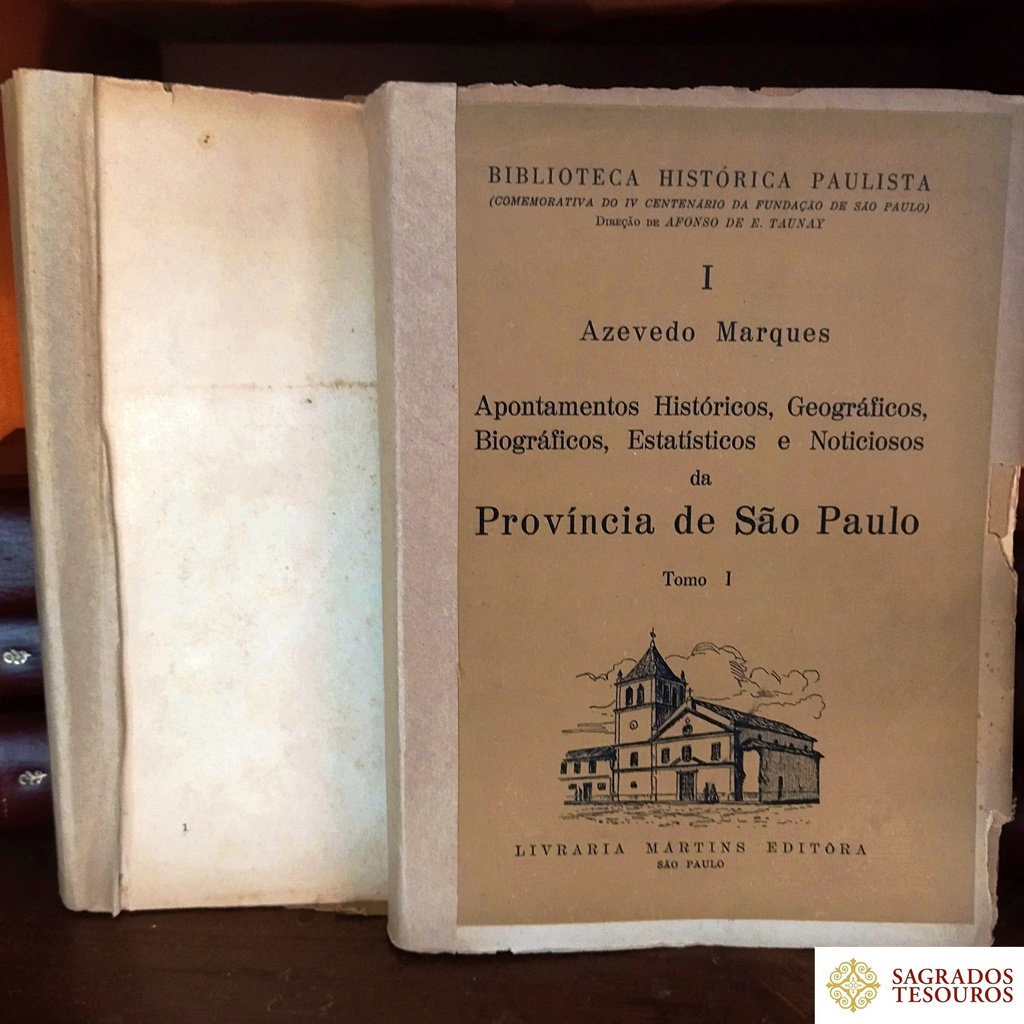 BIBLIOTECA HISTÓRICA PAULISTA
(COMEMORATIVA DO IV CENTENÁRIO DA FUNDAÇÃO DE SÃO PAULO)
DIREÇÃO DE AFONSO DE E. TAUNAY
I
Azevedo Marques
Apontamentos Históricos, Geográficos,
Biográficos, Estatísticos e Noticiosos
da
Província de São Paulo
Tomo I
LIVRARIA MARTINS EDITÔRA
SÃO PAULO
1
SAGRADOS
TESOUROS